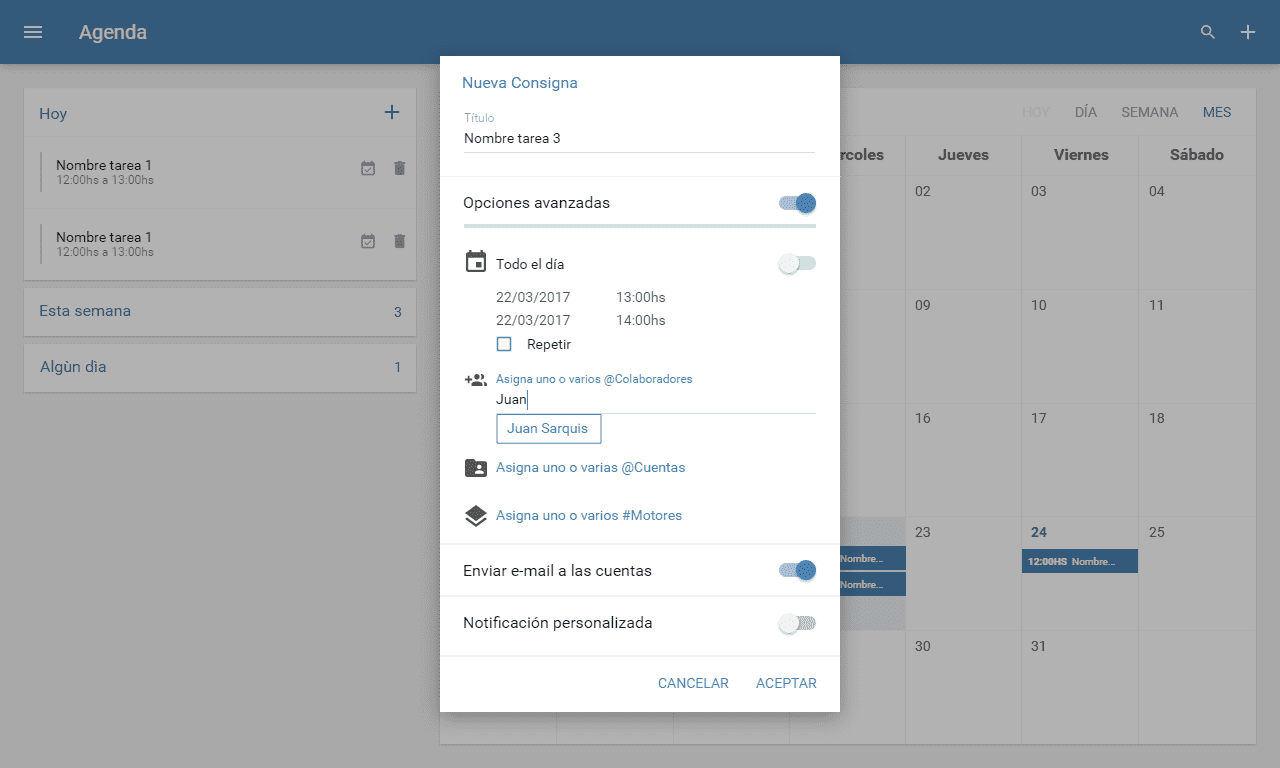 Agenda
Hoy
Nombre tarea 1
12:00hs a 13:00hs
Nombre tarea 1
12:00hs a 13:00hs
Esta semana 3
Algùn dìa 1
Nueva Consigna
Título
Nombre tarea 3
Opciones avanzadas
Todo el día
22/03/2017 13:00hs
22/03/2017 14:00hs
Repetir
Asigna uno o varios @Colaboradores
Juan
Juan Sarquis
Asigna uno o varias @Cuentas
Asigna uno o varios #Motores
Enviar e-mail a las cuentas
Notificación personalizada
CANCELAR ACEPTAR
HOY DÍA SEMANA MES
rcoles Jueves Viernes Sábado
02 03 04
09 10 11
16 17 18
23 24 25
Nombre... 12:00HS Nombre...
Nombre...
30 31